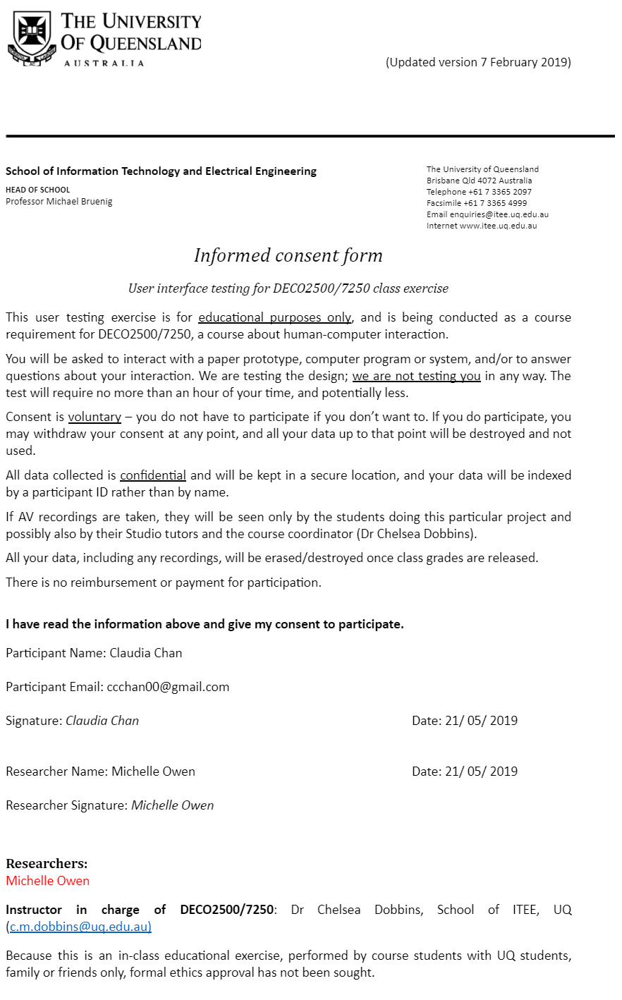 THE UNIVERSITY
OF QUEENSLAND
AUSTRALIA
(Updated version 7 February 2019)
School of Information Technology and Electrical Engineering
HEAD OF SCHOOL
Professor Michael Bruenig
The University of Queensland
Brisbane Qld 4072 Australia
Telephone +61 7 3365 2097
Facsimile +61 7 3365 4999
Email enquiries@itee.uq.edu.au
Internet www.itee.uq.edu.au
Informed consent form
User interface testing for DECO2500/7250 class exercise
This user testing exercise is for educational purposes only, and is being conducted as a course
requirement for DECO2500/7250, a course about human-computer interaction.
You will be asked to interact with a paper prototype, computer program or system, and/or to answer
questions about your interaction. We are testing the design; we are not testing you in any way. The
test will require no more than an hour of your time, and potentially less.
Consent is voluntary – you do not have to participate if you don’t want to. If you do participate, you
may withdraw your consent at any point, and all your data up to that point will be destroyed and not
used.
All data collected is confidential and will be kept in a secure location, and your data will be indexed
by a participant ID rather than by name.
If AV recordings are taken, they will be seen only by the students doing this particular project and
possibly also by their Studio tutors and the course coordinator (Dr Chelsea Dobbins).
All your data, including any recordings, will be erased/destroyed once class grades are released.
There is no reimbursement or payment for participation.
I have read the information above and give my consent to participate.
Participant Name: Claudia Chan
Participant Email: ccchan00@gmail.com
Signature: Claudia Chan Date: 21/ 05/ 2019
Researcher Name: Michelle Owen Date: 21/ 05/ 2019
Researcher Signature: Michelle Owen
Researchers:
Michelle Owen
Instructor in charge of DECO2500/7250: Dr Chelsea Dobbins, School of ITEE, UQ
(c.m.dobbins@uq.edu.au)
Because this is an in-class educational exercise, performed by course students with UQ students,
family or friends only, formal ethics approval has not been sought.